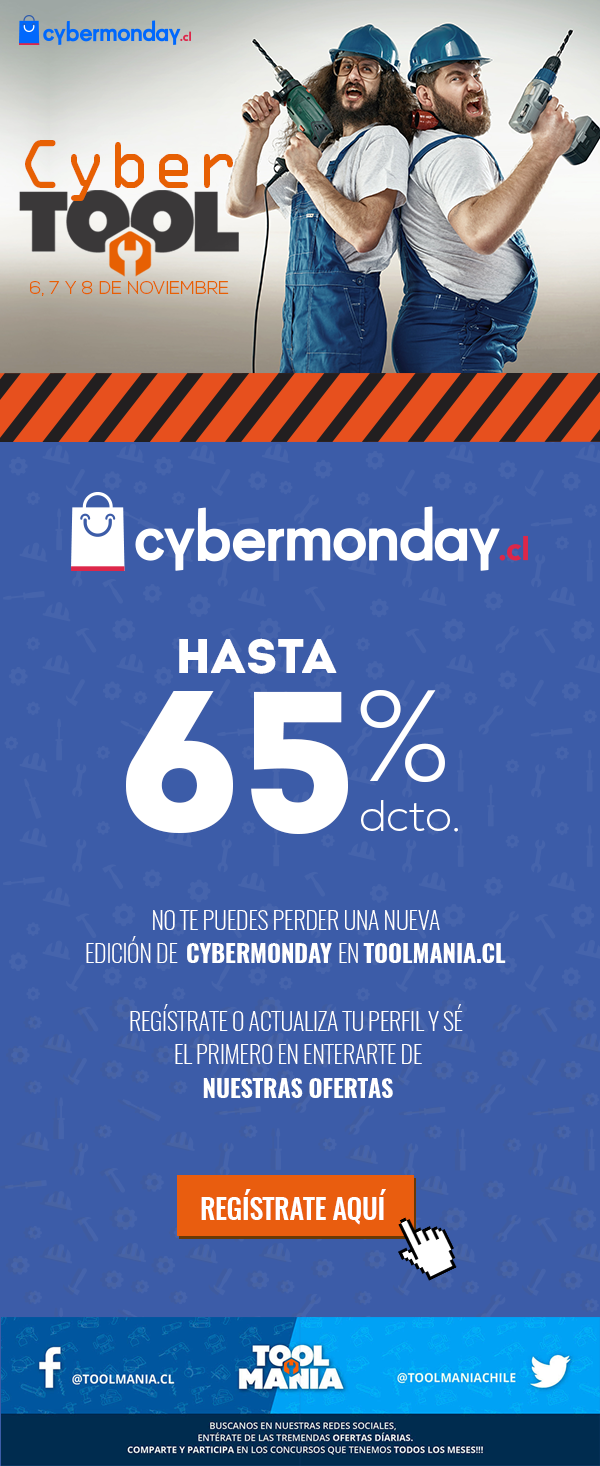 cybermonday.cl
Cyber
TOOL
6, 7 Y 8 DE NOVIEMBRE
cybermonday.cl
HASTA
65%
dcto.
NO TE PUEDES PERDER UNA NUEVA
EDICIÓN DE CYBERMONDAY EN TOOLMANIA.CL
REGÍSTRATE O ACTUALIZA TU PERFIL Y SÉ
EL PRIMERO EN ENTERARTE DE
NUESTRAS OFERTAS
REGÍSTRATE AQUÍ
@TOOLMANIA.CL
TOOL
MANIA
@TOOLMANIACHILE
BUSCANOS EN NUESTRAS REDES SOCIALES,
ENTÉRATE DE LAS TREMENDAS OFERTAS DÍARIAS.
COMPARTE Y PARTICIPA EN LOS CONCURSOS QUE TENEMOS TODOS LOS MESES!!!